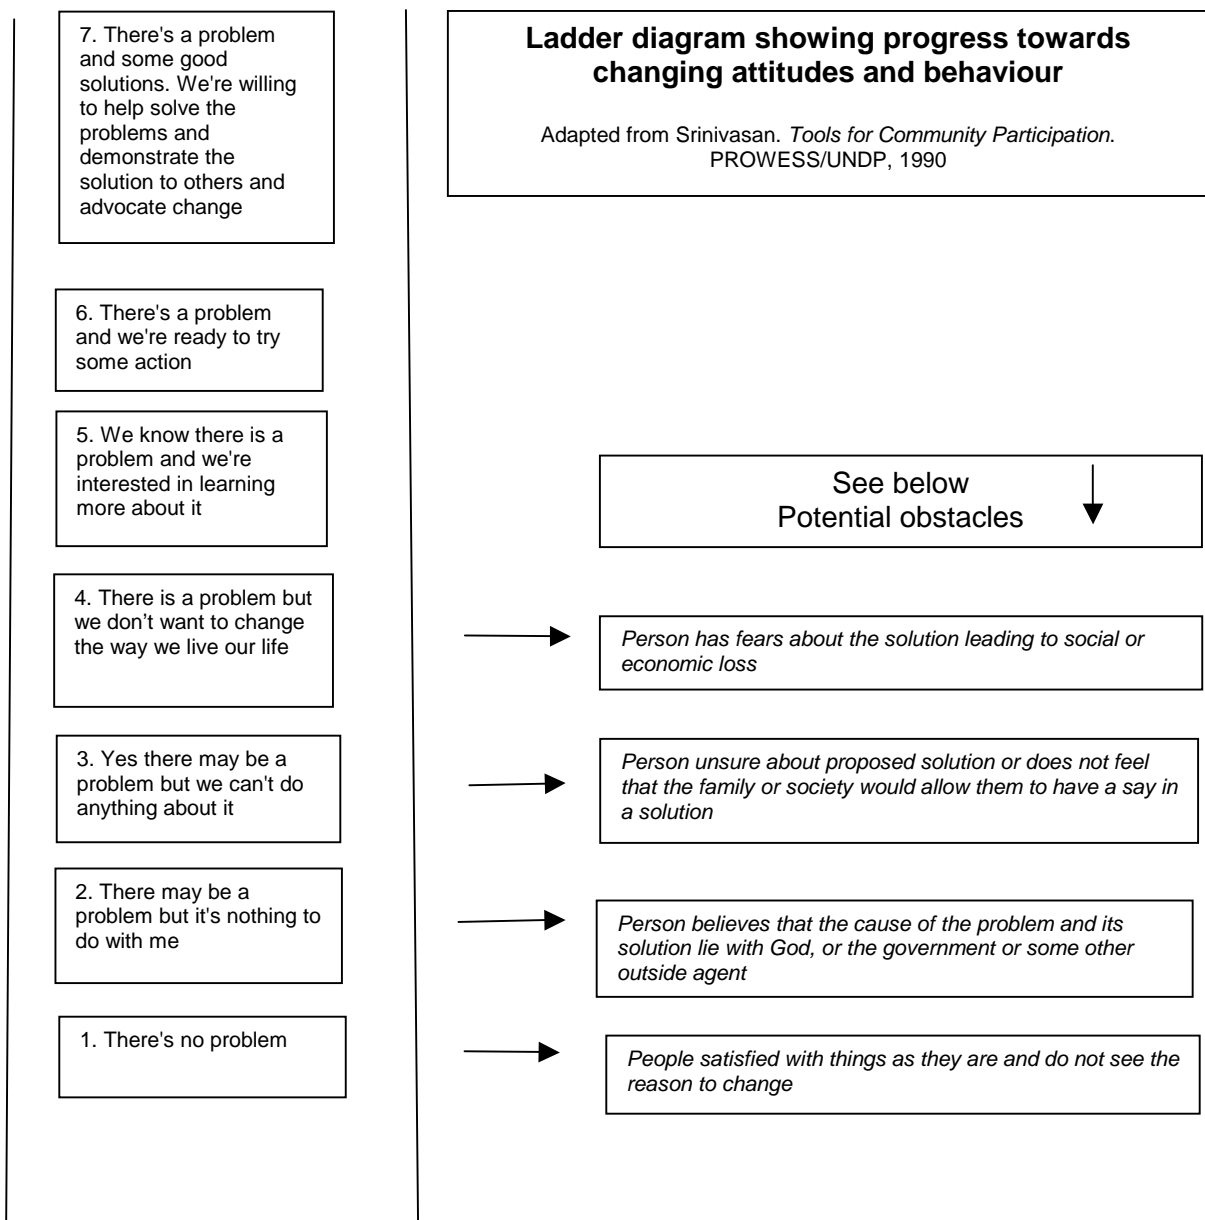 7. There's a problem
and some good
solutions. We're willing
to help solve the
problems and
demonstrate the
solution to others and
advocate change
Ladder diagram showing progress towards
changing attitudes and behaviour
Adapted from Srinivasan. Tools for Community Participation.
PROWESS/UNDP, 1990
6. There's a problem
and we're ready to try
some action
5. We know there is a
problem and we're
interested in learning
more about it
See below
Potential obstacles
4. There is a problem but
we don’t want to change
the way we live our life
Person has fears about the solution leading to social or
economic loss
3. Yes there may be a
problem but we can't do
anything about it
Person unsure about proposed solution or does not feel
that the family or society would allow them to have a say in
a solution
2. There may be a
problem but it's nothing to
do with me
Person believes that the cause of the problem and its
solution lie with God, or the government or some other
outside agent
1. There's no problem
People satisfied with things as they are and do not see the
reason to change